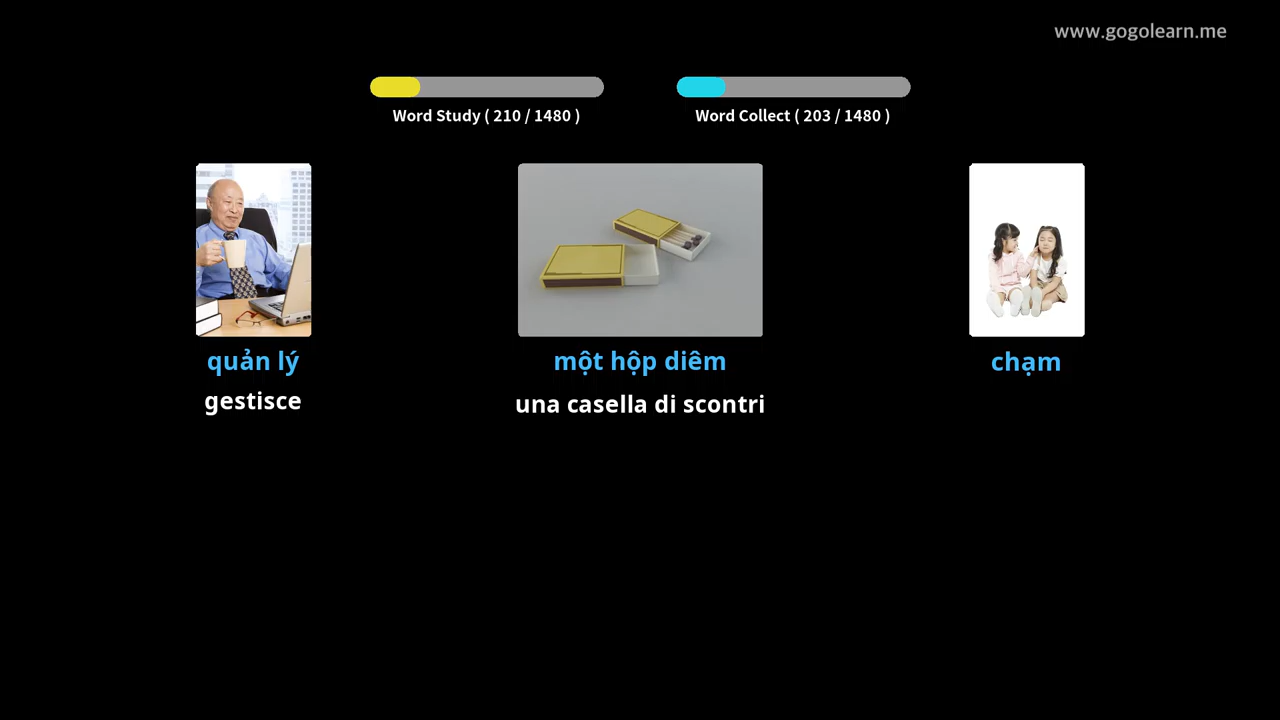 www.gogolearn.me
Word Study ( 210 / 1480 )
Word Collect ( 203 / 1480 )
quản lý
một hộp diêm
chạm
gestisce
una casella di scontri